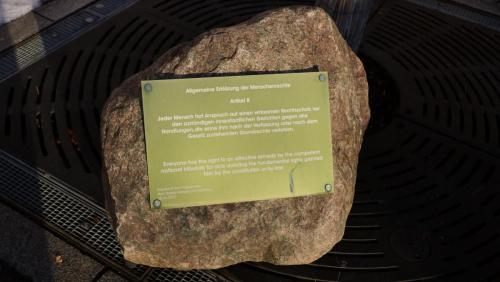 Allgemeine Erklärung der Menschenrechte
Artikel 8
Jeder Mensch hat Anspruch auf einen wirksamen Rechtsschutz vor
den zuständigen innerstaatlichen Gerichten gegen alle
Handlungen, die seine ihm nach der Verfassung oder nach dem
Gesetz zustehenden Grundrechte verletzen.
Everyone has the right to an effective remedy by the competent
national tribunals for acts violating the fundamental rights granted
him by the constitution or by law.